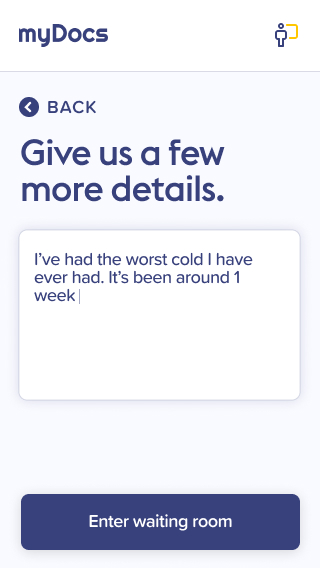 myDocs
BACK
Give us a few
more details.
I've had the worst cold I have
ever had. It's been around 1
week
Enter waiting room